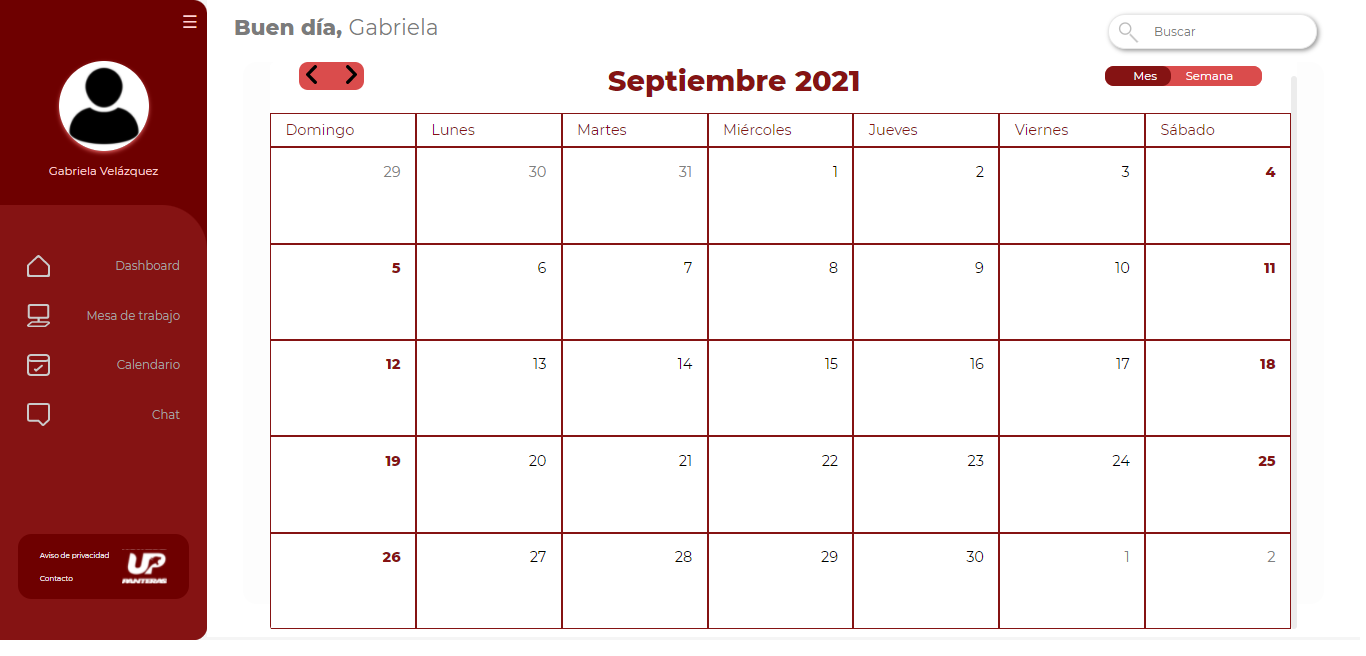 ☰
Gabriela Velázquez
Dashboard
Mesa de trabajo
Calendario
Chat
Aviso de privacidad
Contacto
UP
PANTERAS
Buen día, Gabriela
Buscar
Septiembre 2021
Mes Semana
Domingo Lunes Martes Miércoles Jueves Viernes Sábado
29 30 31 1 2 3 4
5 6 7 8 9 10 11
12 13 14 15 16 17 18
19 20 21 22 23 24 25
26 27 28 29 30 1 2